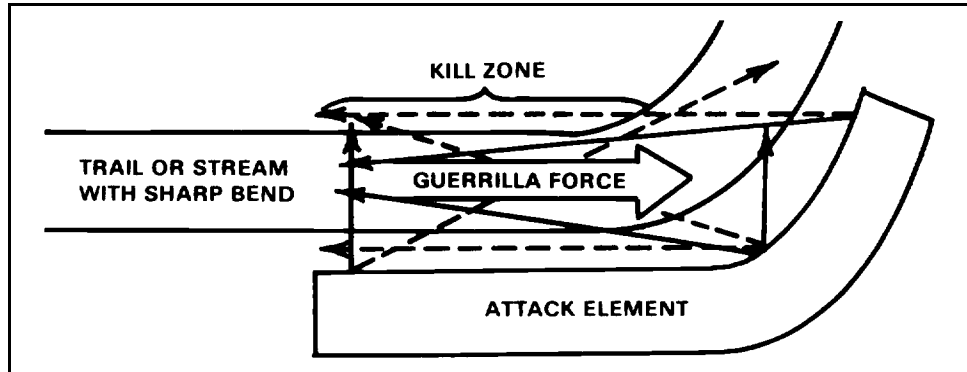 KILL ZONE
TRAIL OR STREAM
WITH SHARP BEND
GUERRILLA FORCE
ATTACK ELEMENT